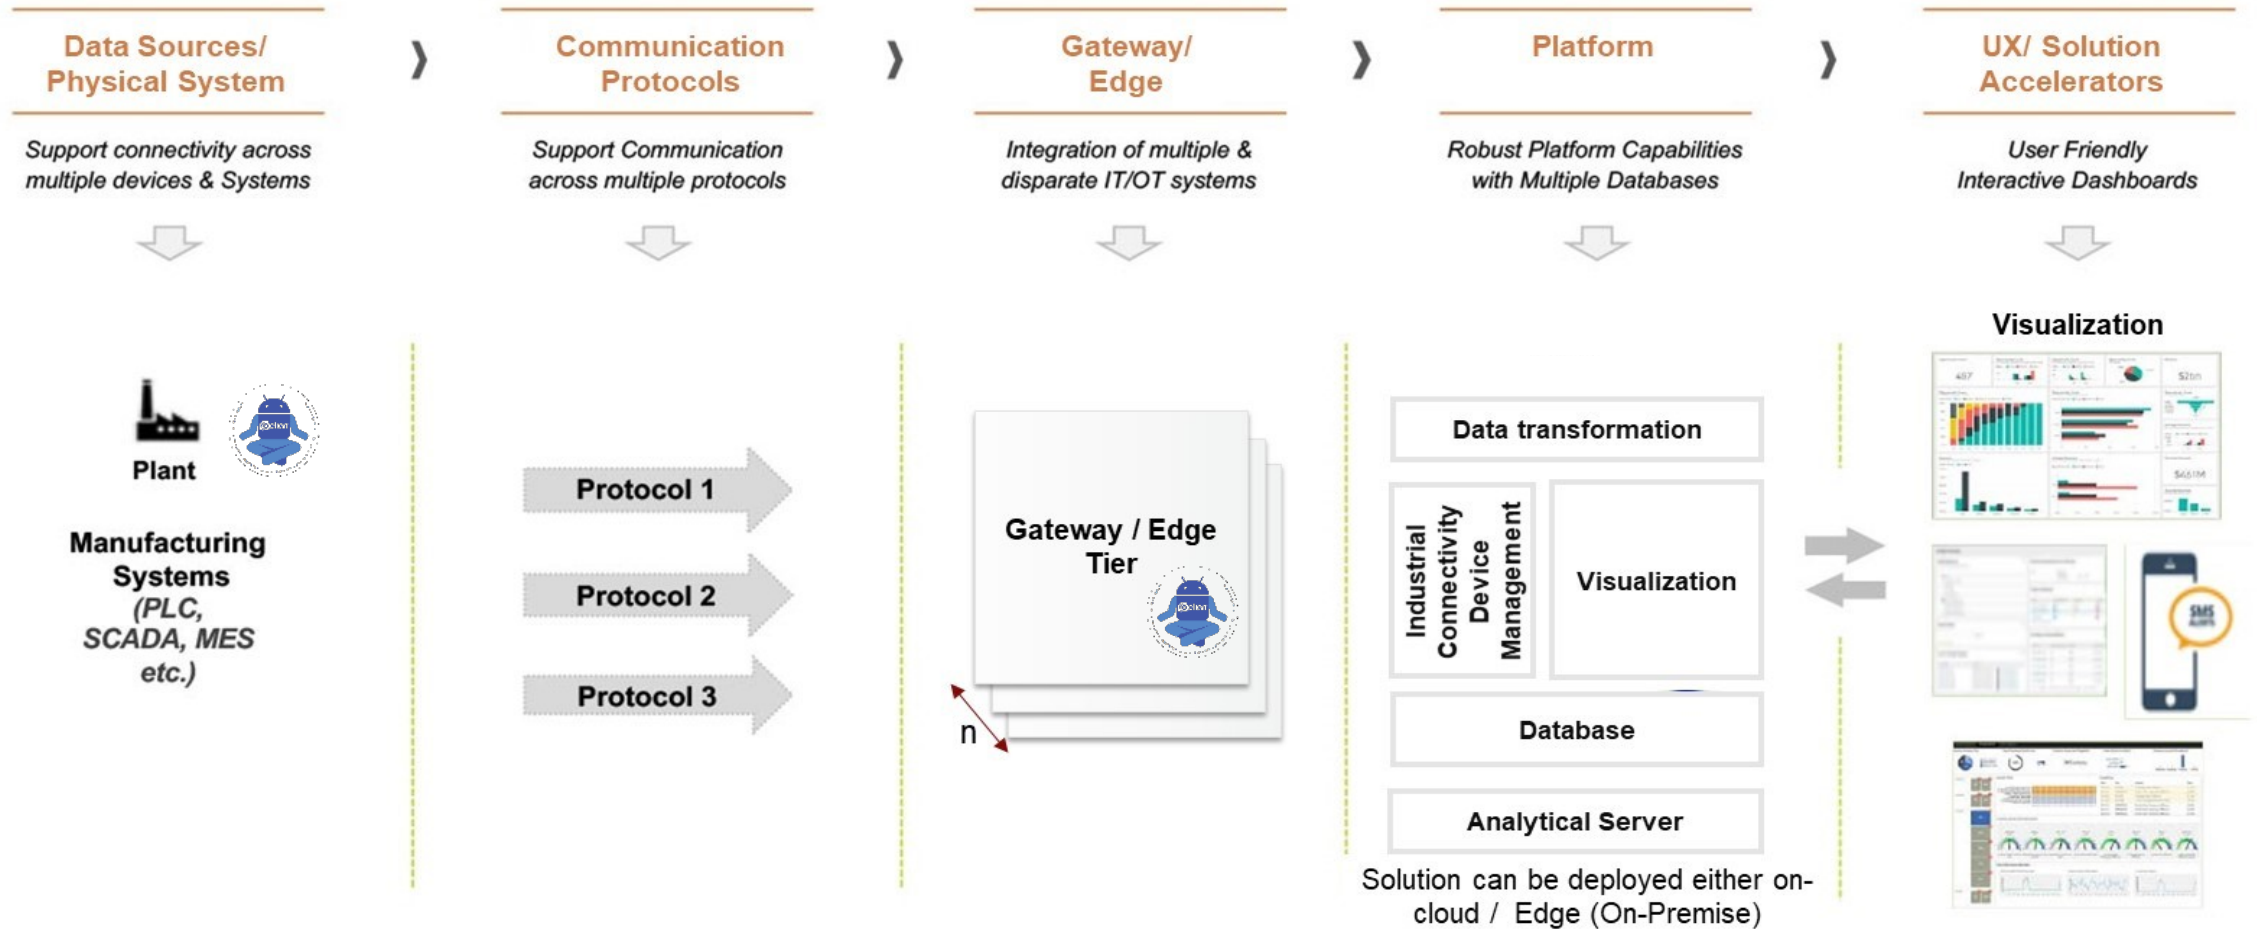 Data Sources/
Physical System
Support connectivity across
multiple devices & Systems
Plant
Manufacturing
Systems
(PLC,
SCADA, MES
etc.)
Communication
Protocols
Support Communication
across multiple protocols
Protocol 1
Protocol 2
Protocol 3
Gateway/
Edge
Integration of multiple &
disparate IT/OT systems
Gateway / Edge
Tier
n
Platform
Robust Platform Capabilities
with Multiple Databases
Data transformation
Industrial
Connectivity
Device
Management
Visualization
Database
Analytical Server
Solution can be deployed either on-
cloud / Edge (On-Premise)
UX/ Solution
Accelerators
User Friendly
Interactive Dashboards
Visualization
SMS
ALERTS